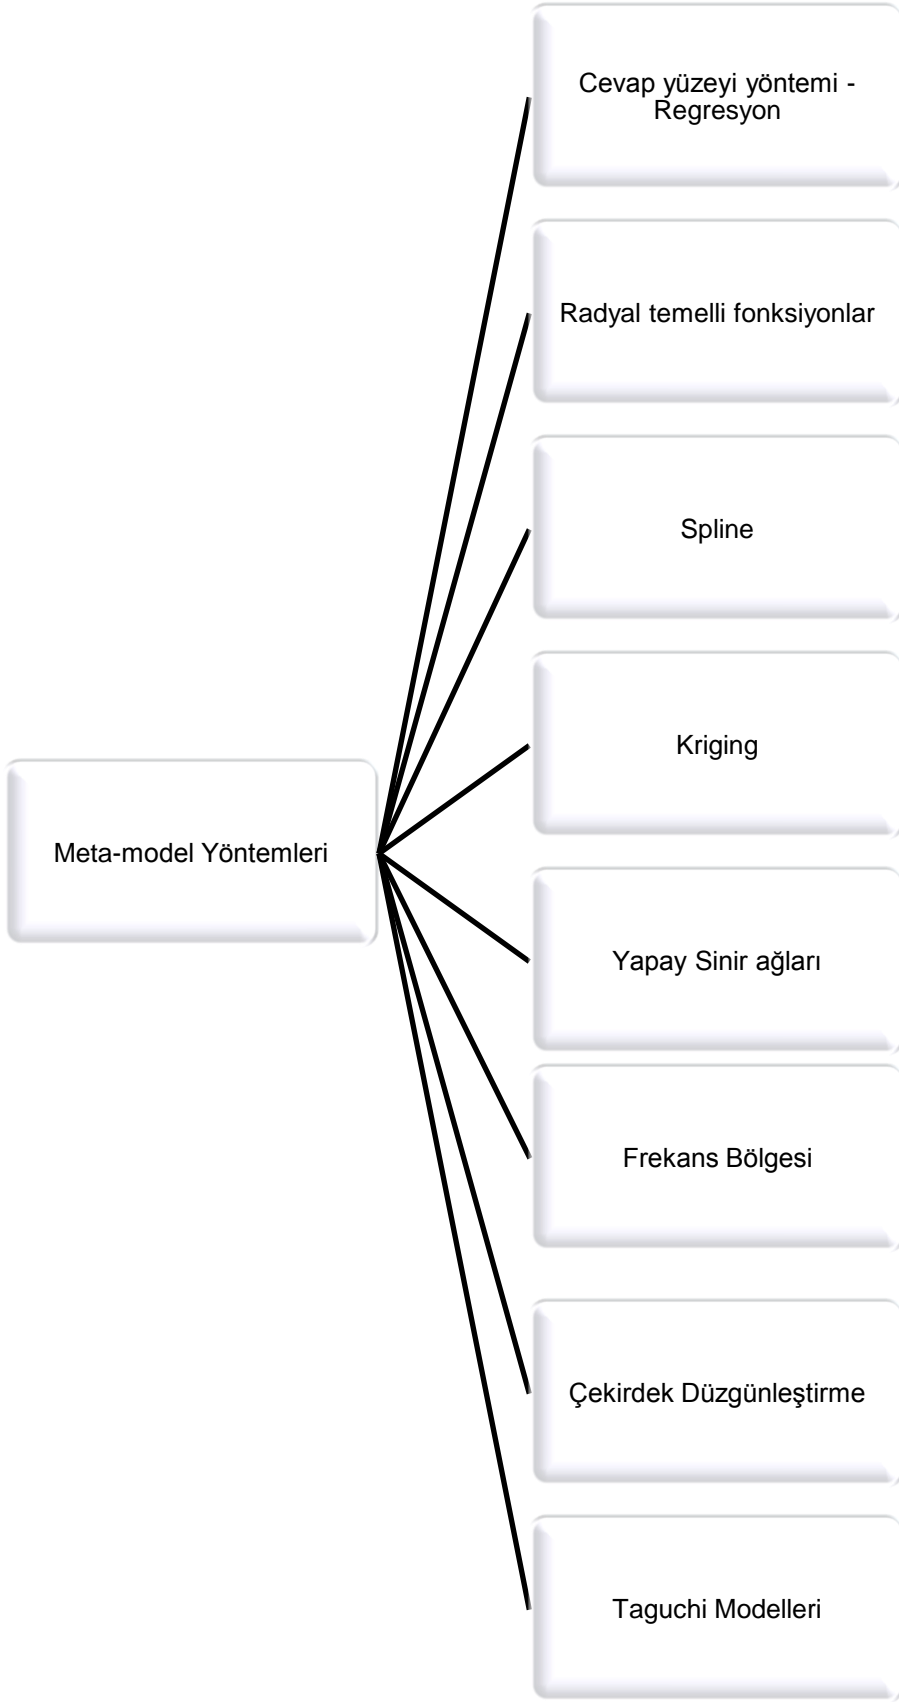 Cevap yüzeyi yöntemi -
Regresyon
Radyal temelli fonksiyonlar
Spline
Kriging
Meta-model Yöntemleri
Yapay Sinir ağları
Frekans Bölgesi
Çekirdek Düzgünleştirme
Taguchi Modelleri